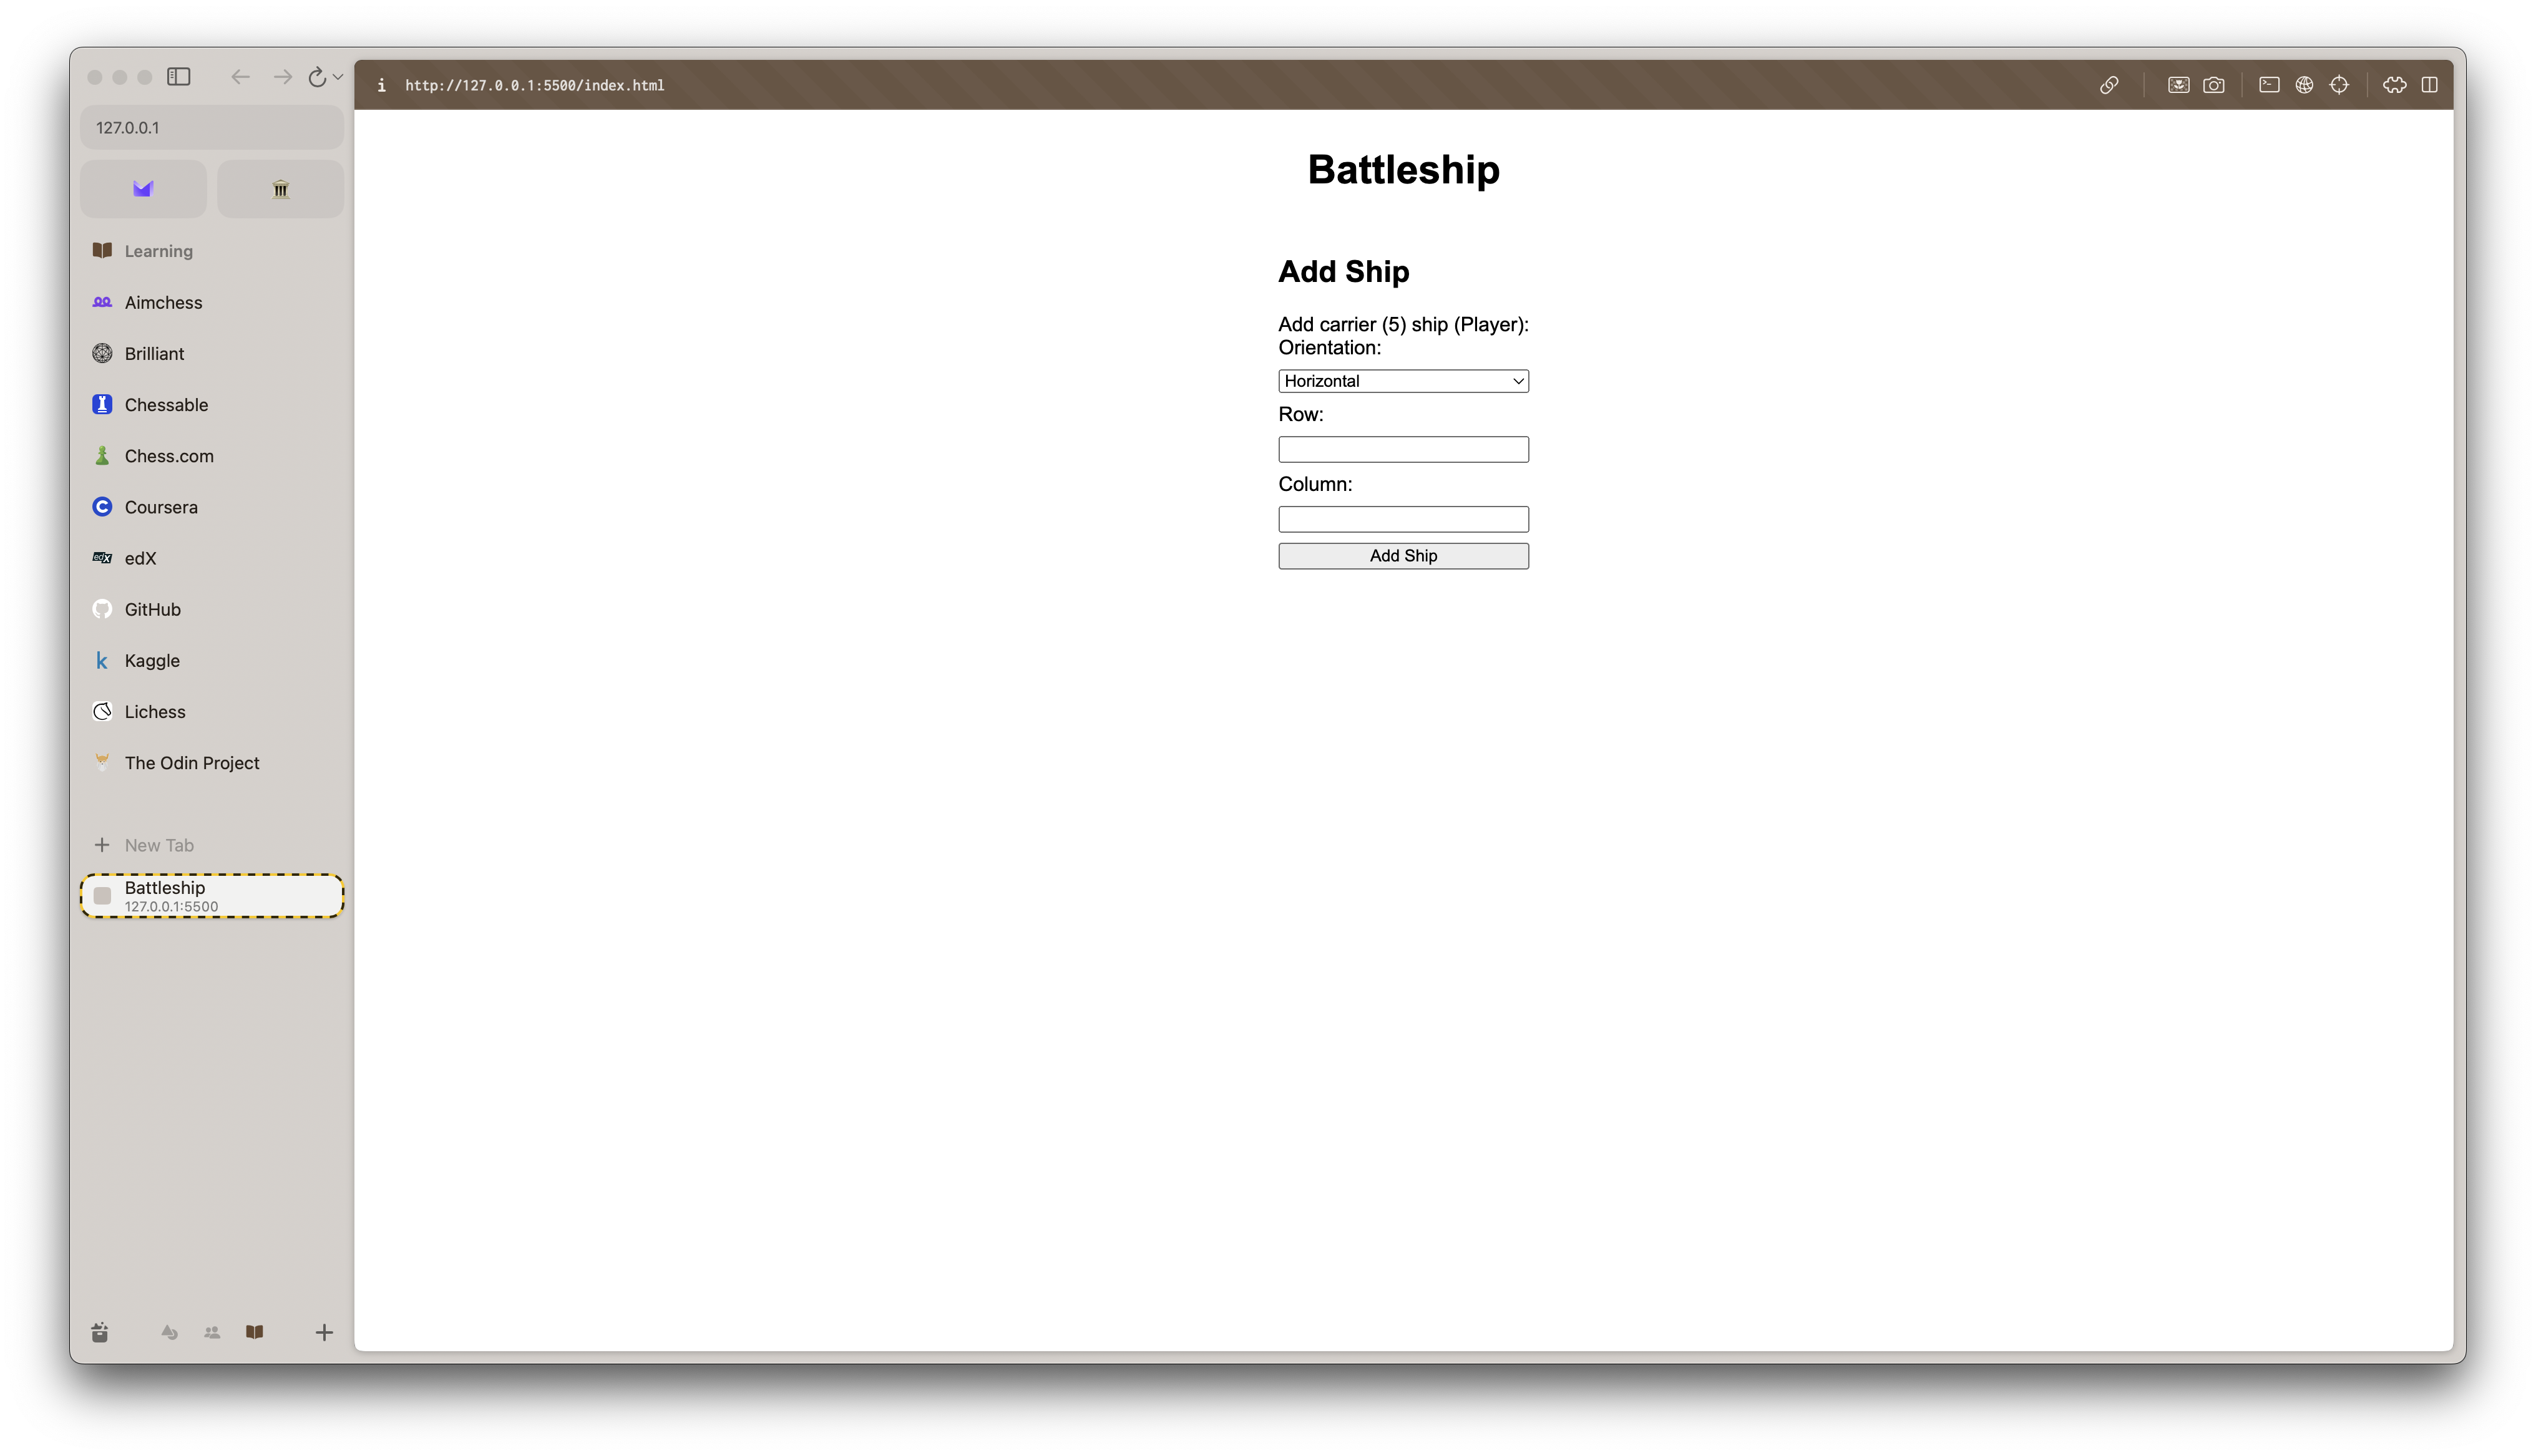 http://127.0.0.1:5500/index.html
127.0.0.1
Learning
Aimchess
Brilliant
Chessable
Chess.com
Coursera
edX
GitHub
Kaggle
Lichess
The Odin Project
New Tab
Battleship
127.0.0.1:5500
Battleship
Add Ship
Add carrier (5) ship (Player):
Orientation:
Horizontal
Row:
Column:
Add Ship